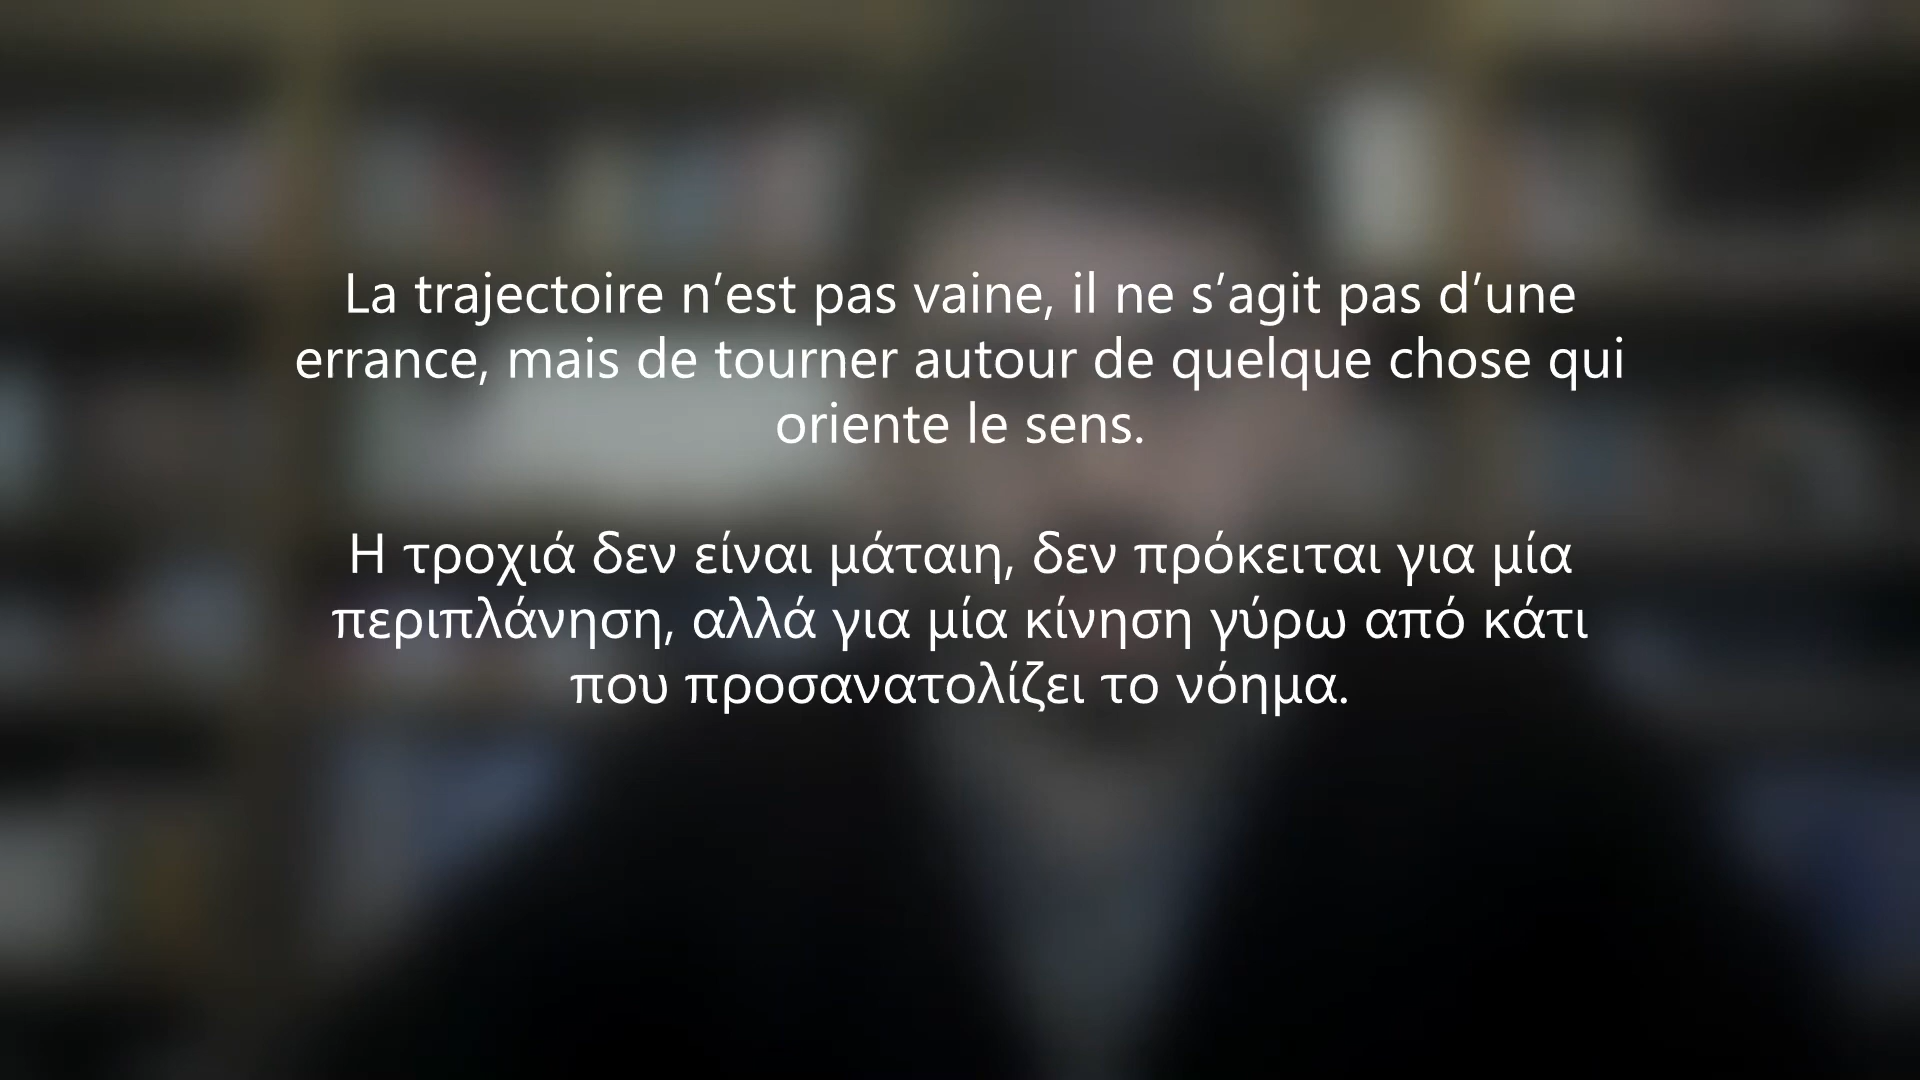 La trajectoire n’est pas vaine, il ne s’agit pas d’une
errance, mais de tourner autour de quelque chose qui
oriente le sens.
Η τροχιά δεν είναι μάταιη, δεν πρόκειται για μία
περιπλάνηση, αλλά για μία κίνηση γύρω από κάτι
που προσανατολίζει το νόημα.